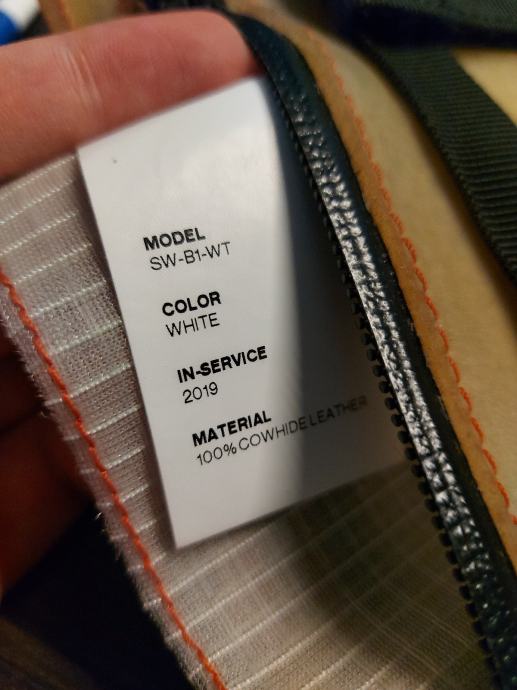 MODEL
SW-B1-WT
COLOR
WHITE
IN-SERVICE
2019
MATERIAL
100% COWHIDE LEATHER